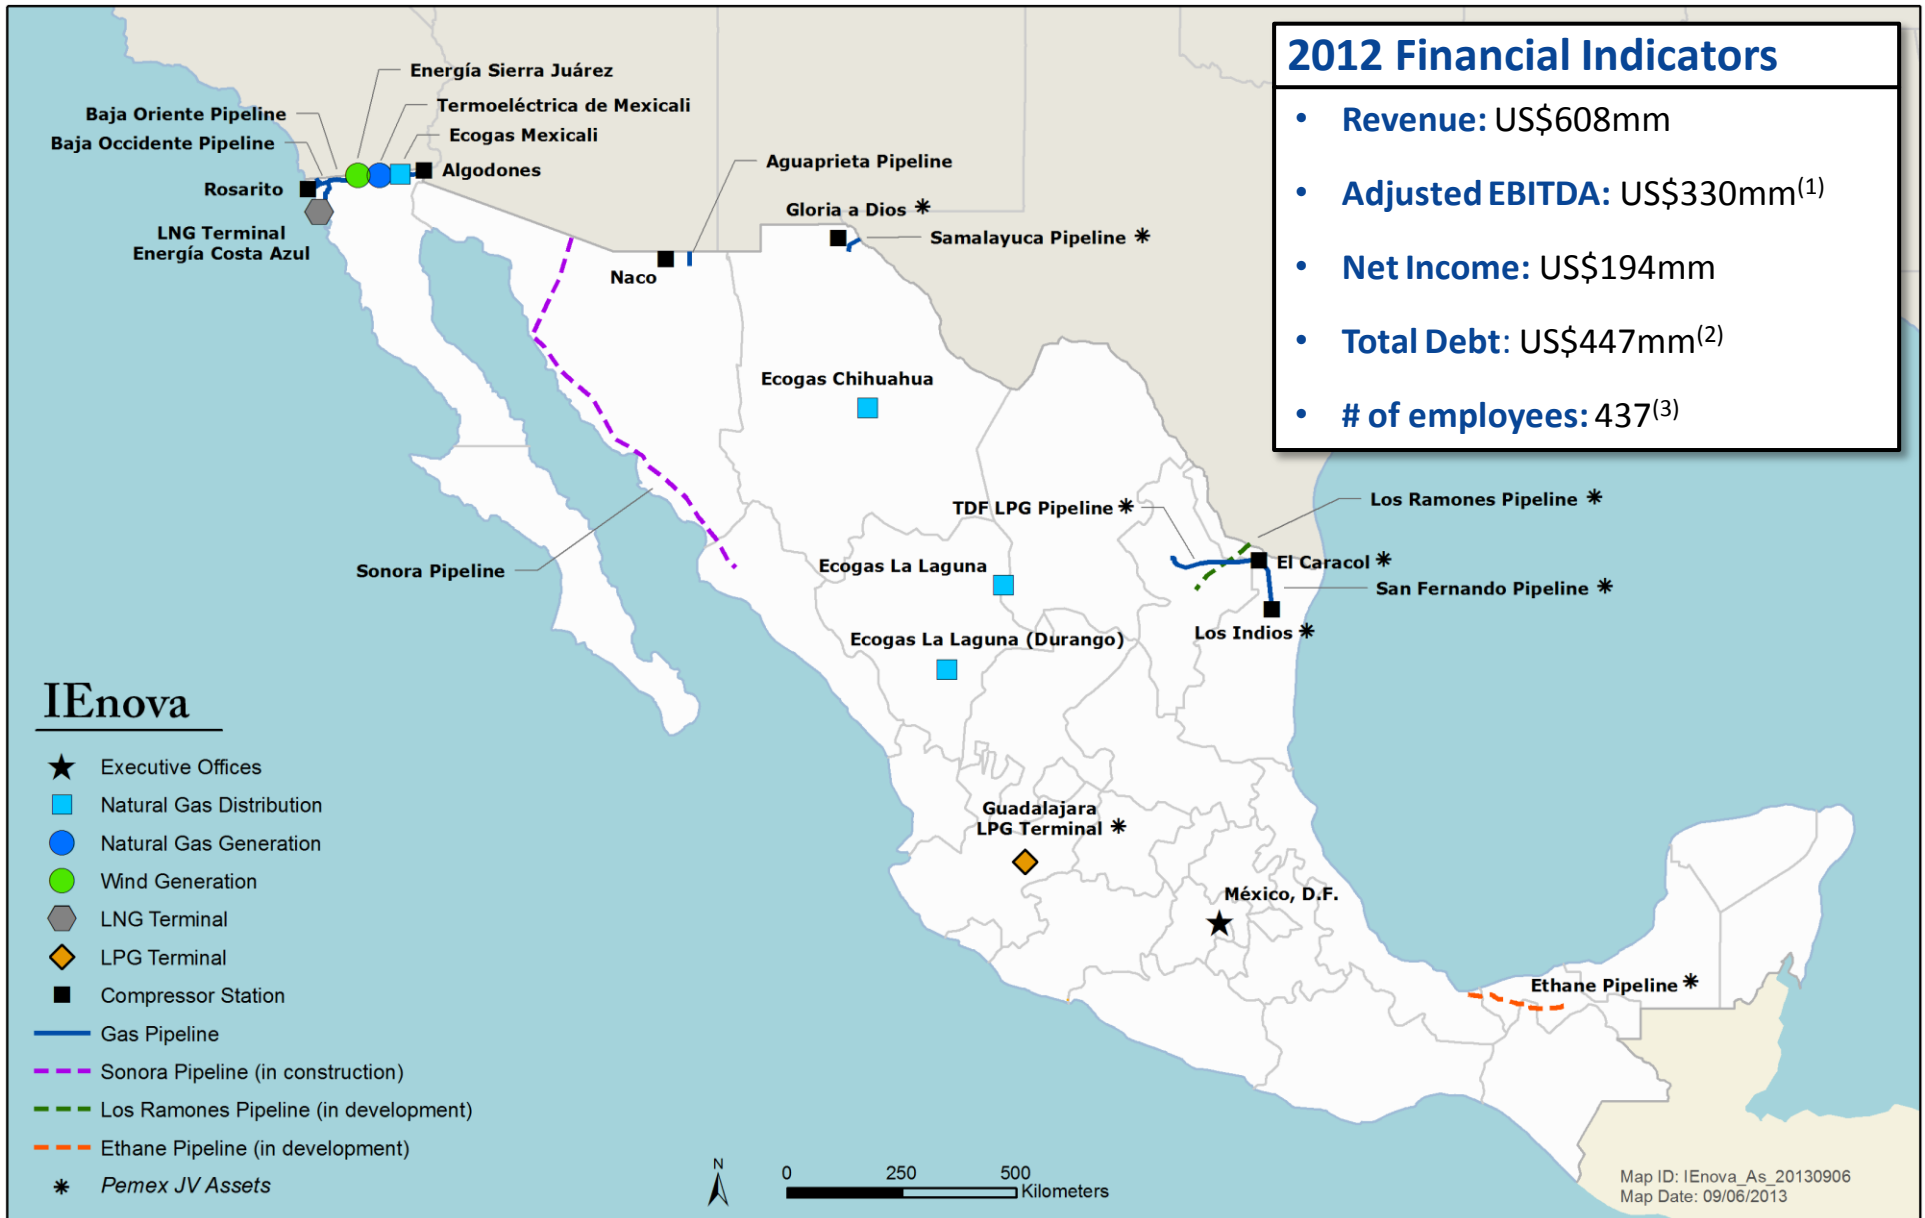 2012 Financial Indicators
• Revenue: US$608mm
• Adjusted EBITDA: US$330mm(1)
• Net Income: US$194mm
• Total Debt: US$447mm(2)
• # of employees: 437(3)
Energía Sierra Juárez
Termoeléctrica de Mexicali
Baja Oriente Pipeline
Ecogas Mexicali
Baja Occidente Pipeline
Algodones
Rosarito
LNG Terminal
Energía Costa Azul
Aguaprieta Pipeline
Gloria a Dios *
Samalayuca Pipeline *
Naco
Ecogas Chihuahua
TDF LPG Pipeline *
Los Ramones Pipeline *
Sonora Pipeline
Ecogas La Laguna
El Caracol *
San Fernando Pipeline *
Los Indios *
Ecogas La Laguna (Durango)
Guadalajara
LPG Terminal *
México, D.F.
Ethane Pipeline *
IEnova
Executive Offices
Natural Gas Distribution
Natural Gas Generation
Wind Generation
LNG Terminal
LPG Terminal
Compressor Station
Gas Pipeline
Sonora Pipeline (in construction)
Los Ramones Pipeline (in development)
Ethane Pipeline (in development)
* Pemex JV Assets
N
0 250 500
Kilometers
Map ID: IEnova_As_20130906
Map Date: 09/06/2013